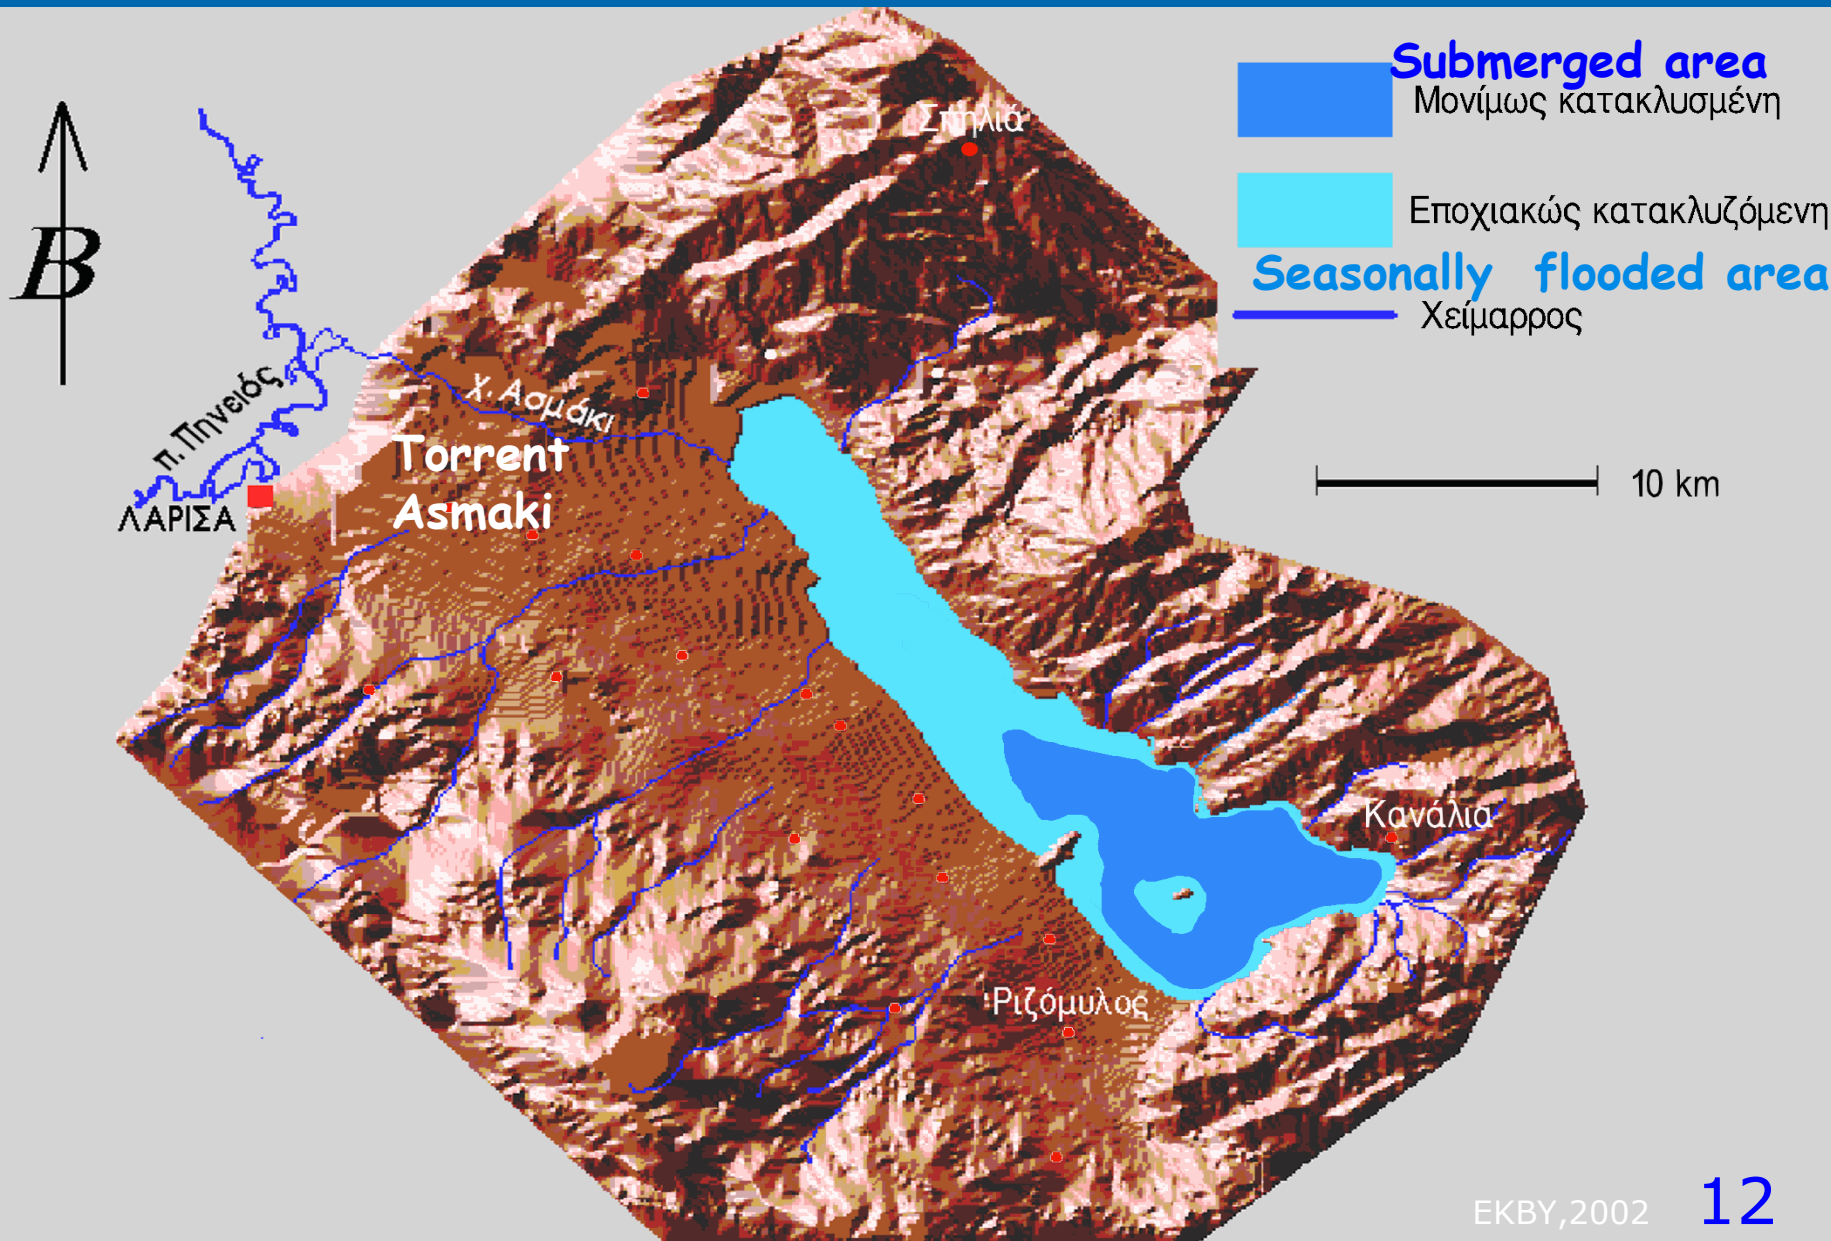 Submerged area
Μονίμως κατακλυσμένη
Σπηλιά
Εποχιακώς κατακλυζόμενη
Seasonally flooded area
Χείμαρρος
Β
π. Πηνειός
χ. Ασμάκι
Torrent
Asmaki
ΛΑΡΙΣΑ
10 km
Κανάλια
Ριζόμυλος
EKBY,2002
12